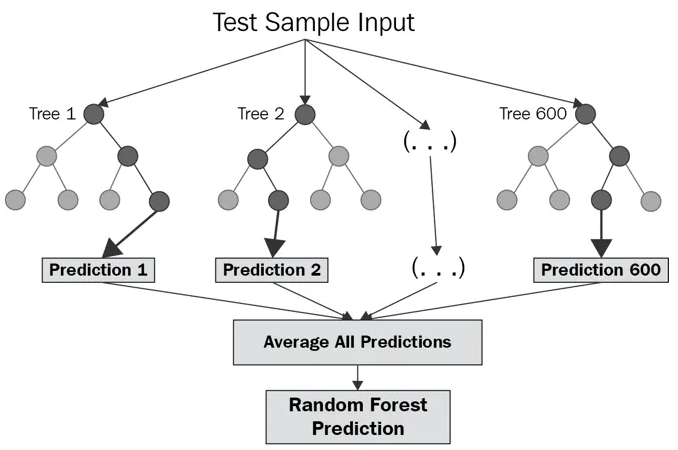 Test Sample Input
Tree 1
Tree 2
Tree 600
(. . .)
Prediction 1
Prediction 2
(. . .)
Prediction 600
Average All Predictions
Random Forest
Prediction